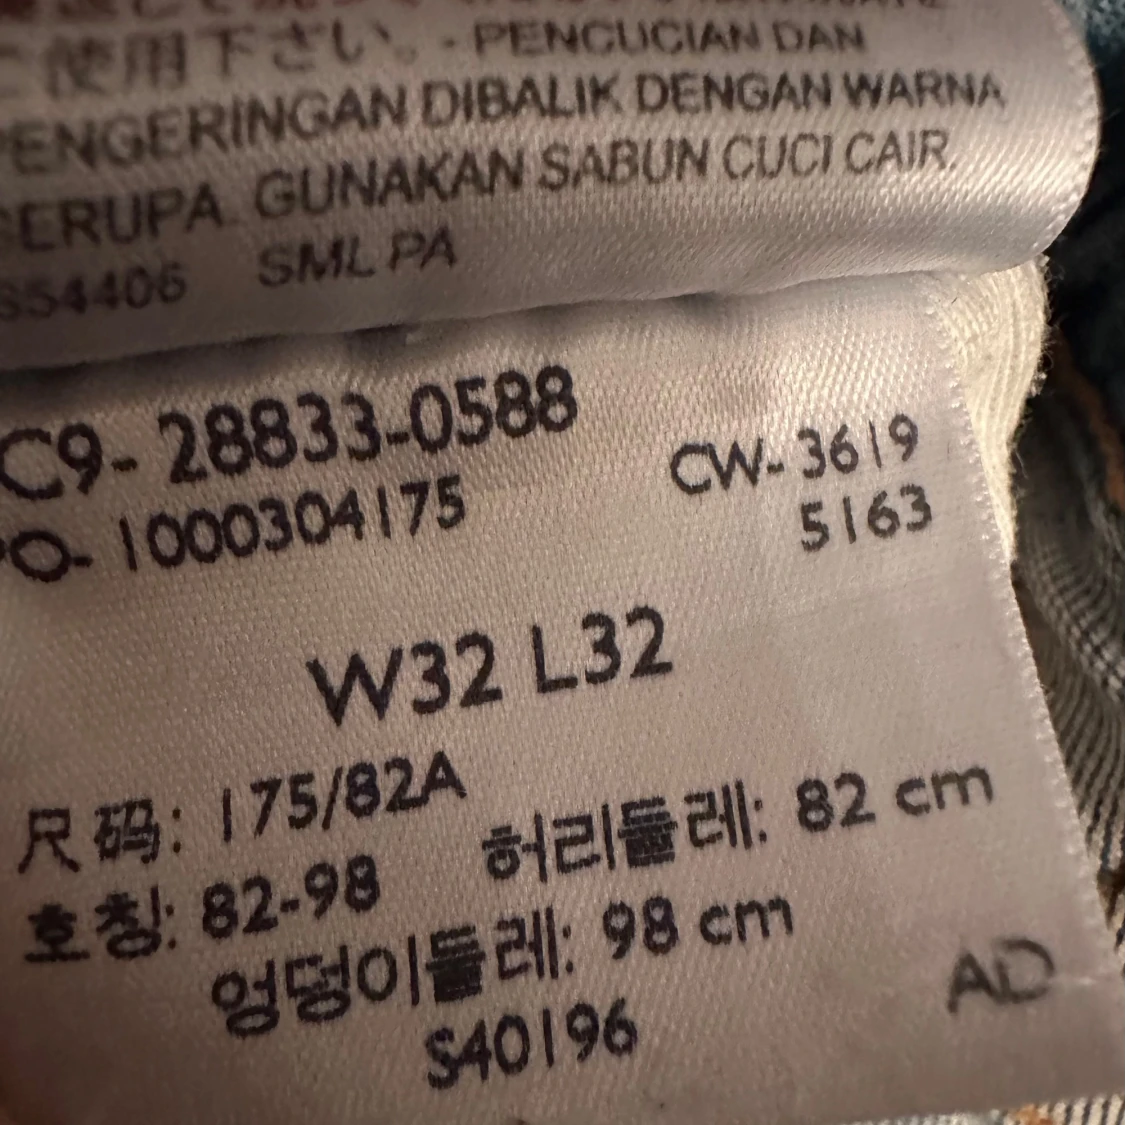 に使用下さい。- PENCUCIAN DAN
PENGERINGAN DIBALIK DENGAN WARNA
SERUPA. GUNAKAN SABUN CUCI CAIR.
S54406 SML PA
C9- 28833-0588
PO- 1000304175
CW- 3619
5163
W32 L32
尺码: 175/82A
호칭: 82-98 허리둘레: 82 cm
엉덩이둘레: 98 cm
S40196
AD